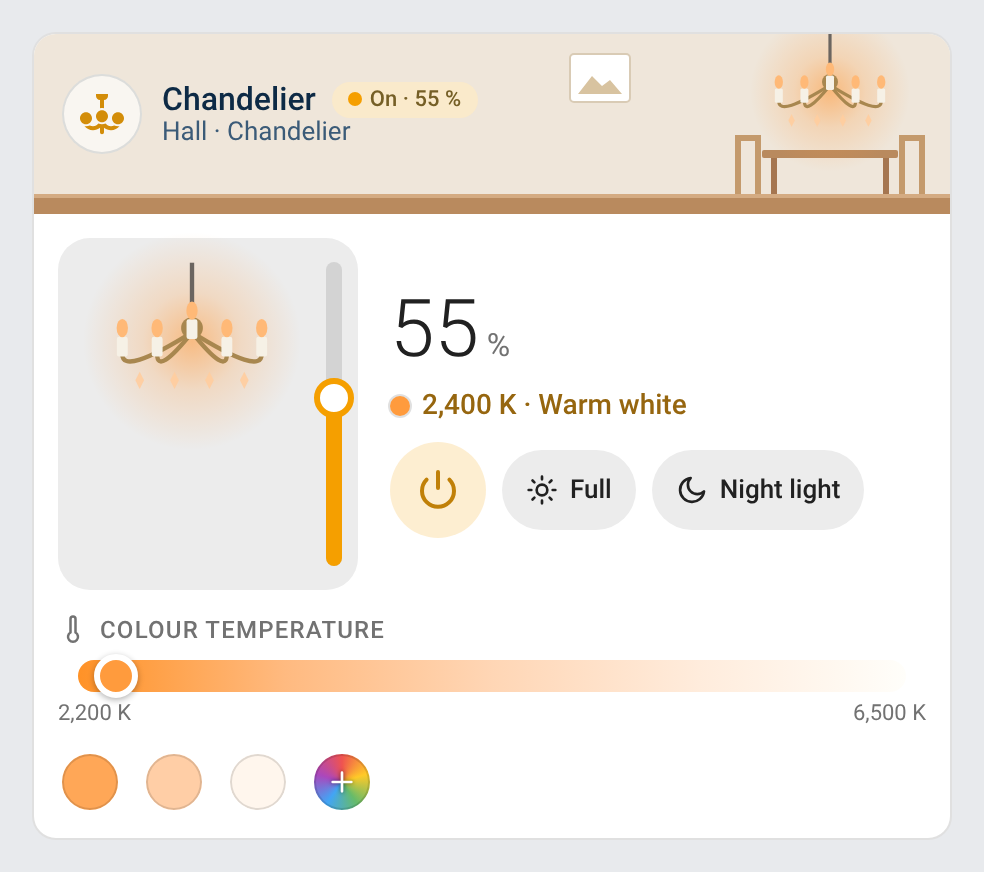 Chandelier
On · 55 %
Hall · Chandelier
55 %
2,400 K · Warm white
Full
Night light
COLOUR TEMPERATURE
2,200 K
6,500 K